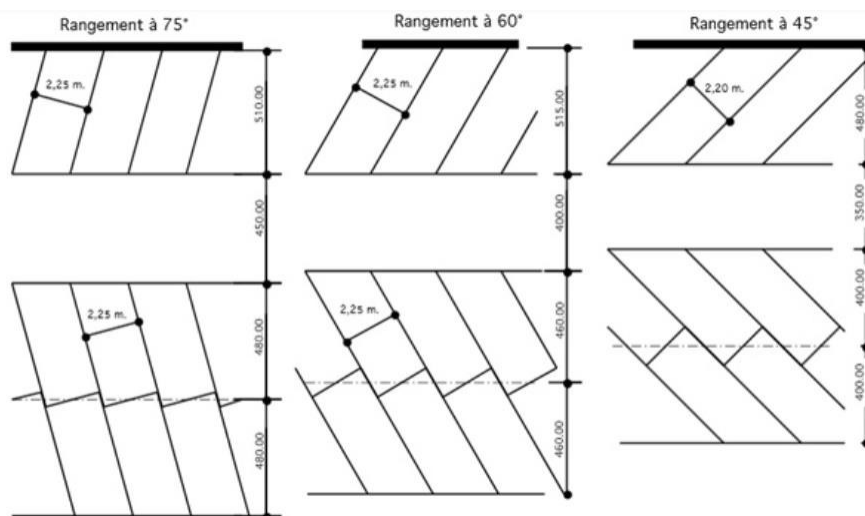 Rangement à 75°
2,25 m.
510.00
450.00
2,25 m.
480.00
480.00
Rangement à 60°
2,25 m.
515.00
400.00
2,25 m.
460.00
460.00
Rangement à 45°
2,20 m.
480.00
350.00
400.00
400.00